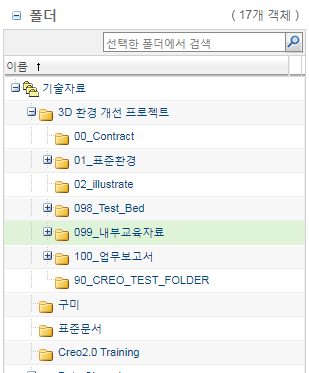 폴더 ( 17개 객체 )
선택한 폴더에서 검색
이름 ↑
기술자료
3D 환경 개선 프로젝트
00_Contract
01_표준환경
02_illustrate
098_Test_Bed
099_내부교육자료
100_업무보고서
90_CREO_TEST_FOLDER
구미
표준문서
Creo2.0 Training